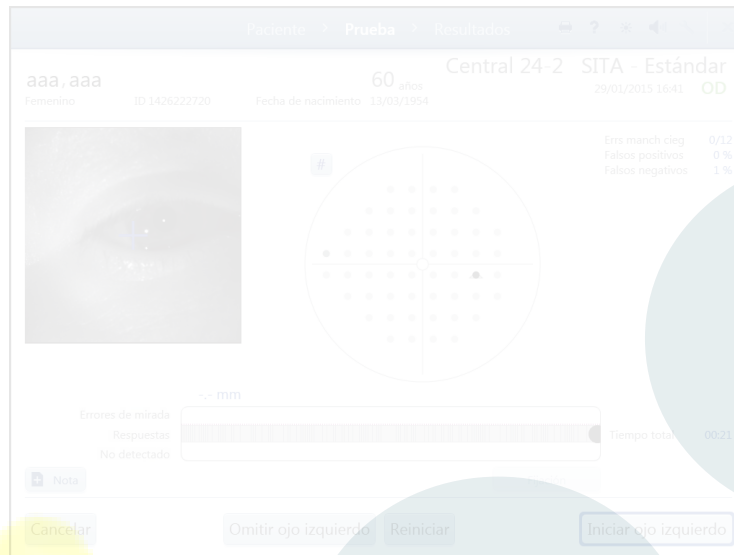 Paciente > Prueba > Resultados ?
aaa, aaa 60 años Central 24-2 SITA - Estándar
Femenino ID 1426222720 Fecha de nacimiento 13/03/1954 29/01/2015 16:41 OD
Errs manch cieg 0/12
# Falsos positivos 0 %
Falsos negativos 1 %
-.- mm
Errores de mirada
Respuestas Tiempo total 00:21
No detectado
Nota
Cancelar Omitir ojo izquierdo Reiniciar Iniciar ojo izquierdo